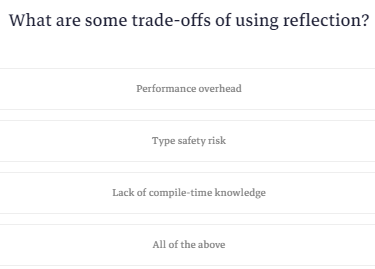 What are some trade-offs of using reflection?
Performance overhead
Type safety risk
Lack of compile-time knowledge
All of the above